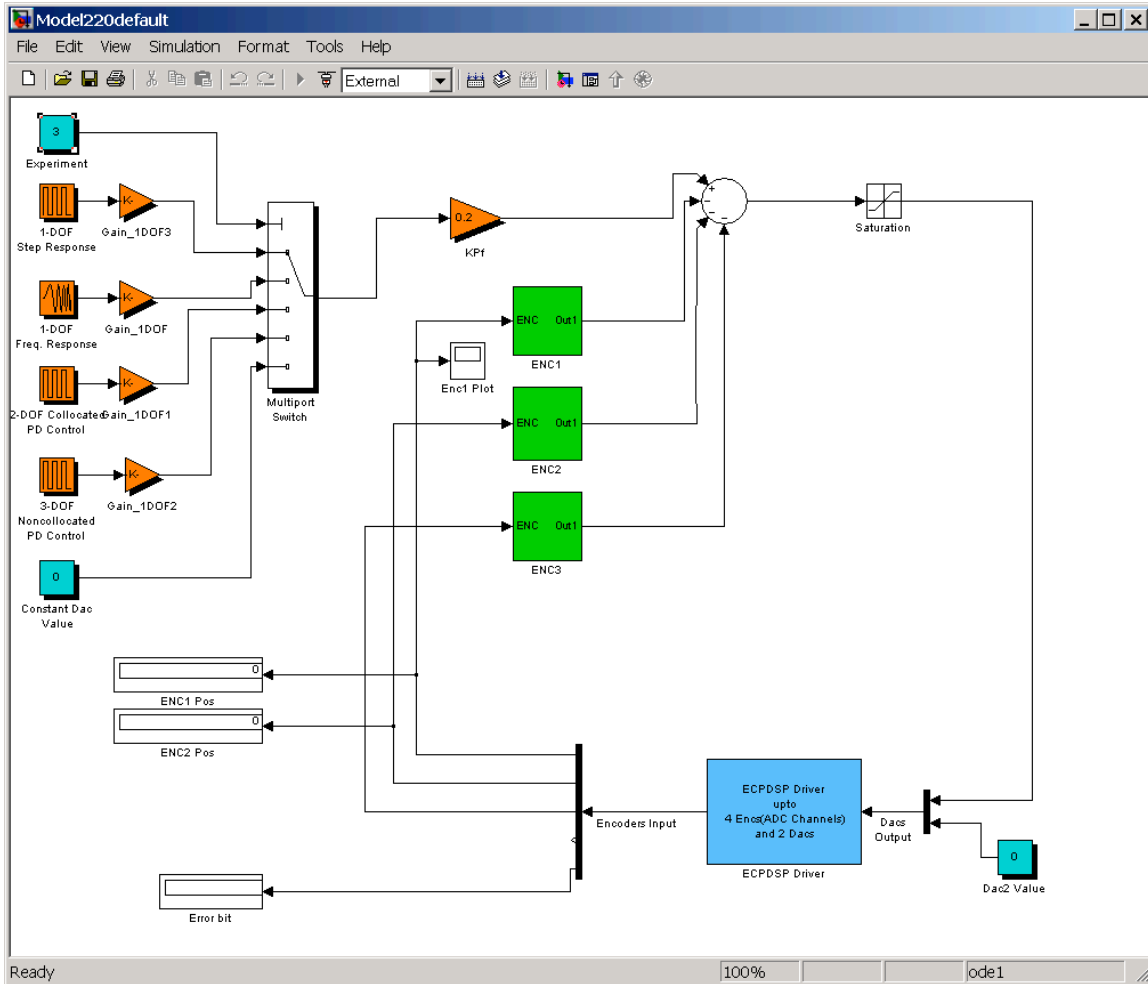 Model220default
File Edit View Simulation Format Tools Help
External
3
Experiment
K-
1-DOF
Step Response
Gain_1DOF3
K-
1-DOF
Freq. Response
Gain_1DOF
K-
2-DOF Collocated
PD Control
Gain_1DOF1
K-
3-DOF
Noncollocated
PD Control
Gain_1DOF2
0
Constant Dac
Value
Multiport
Switch
0.2
KPf
+
-
-
-
Saturation
ENC Out1
ENC1
Enc1 Plot
ENC Out1
ENC2
ENC Out1
ENC3
0
ENC1 Pos
0
ENC2 Pos
Error bit
Encoders Input
ECPDSP Driver
upto
4 Encs(ADC Channels)
and 2 Dacs
ECPDSP Driver
Dacs
Output
0
Dac2 Value
Ready 100% ode1